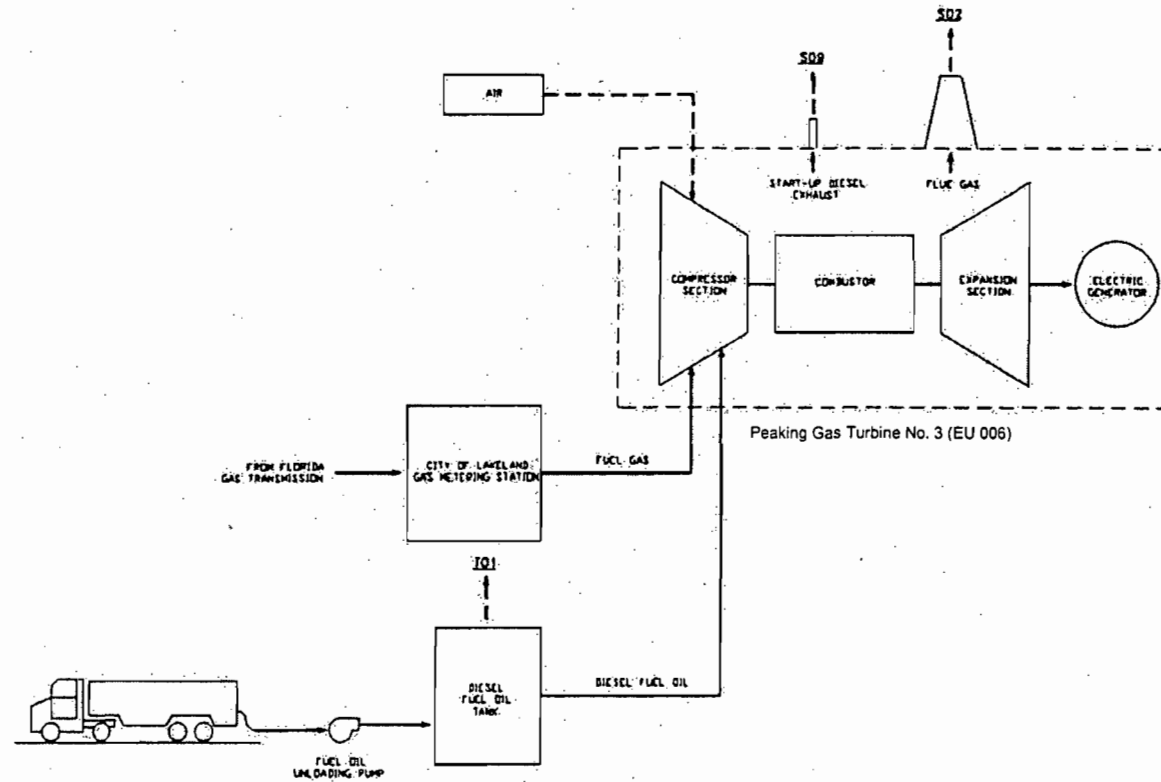 S02
S09
AIR
START-UP DIESEL
EXHAUST
FLUE GAS
COMPRESSOR
SECTION
COMBUSTOR
EXPANSION
SECTION
ELECTRIC
GENERATOR
Peaking Gas Turbine No. 3 (EU 006)
FROM FLORIDA
GAS TRANSMISSION
CITY OF LAKELAND
GAS METERING STATION
FUEL GAS
T01
DIESEL
FUEL OIL
TANK
DIESEL FUEL OIL
FUEL OIL
UNLOADING PUMP